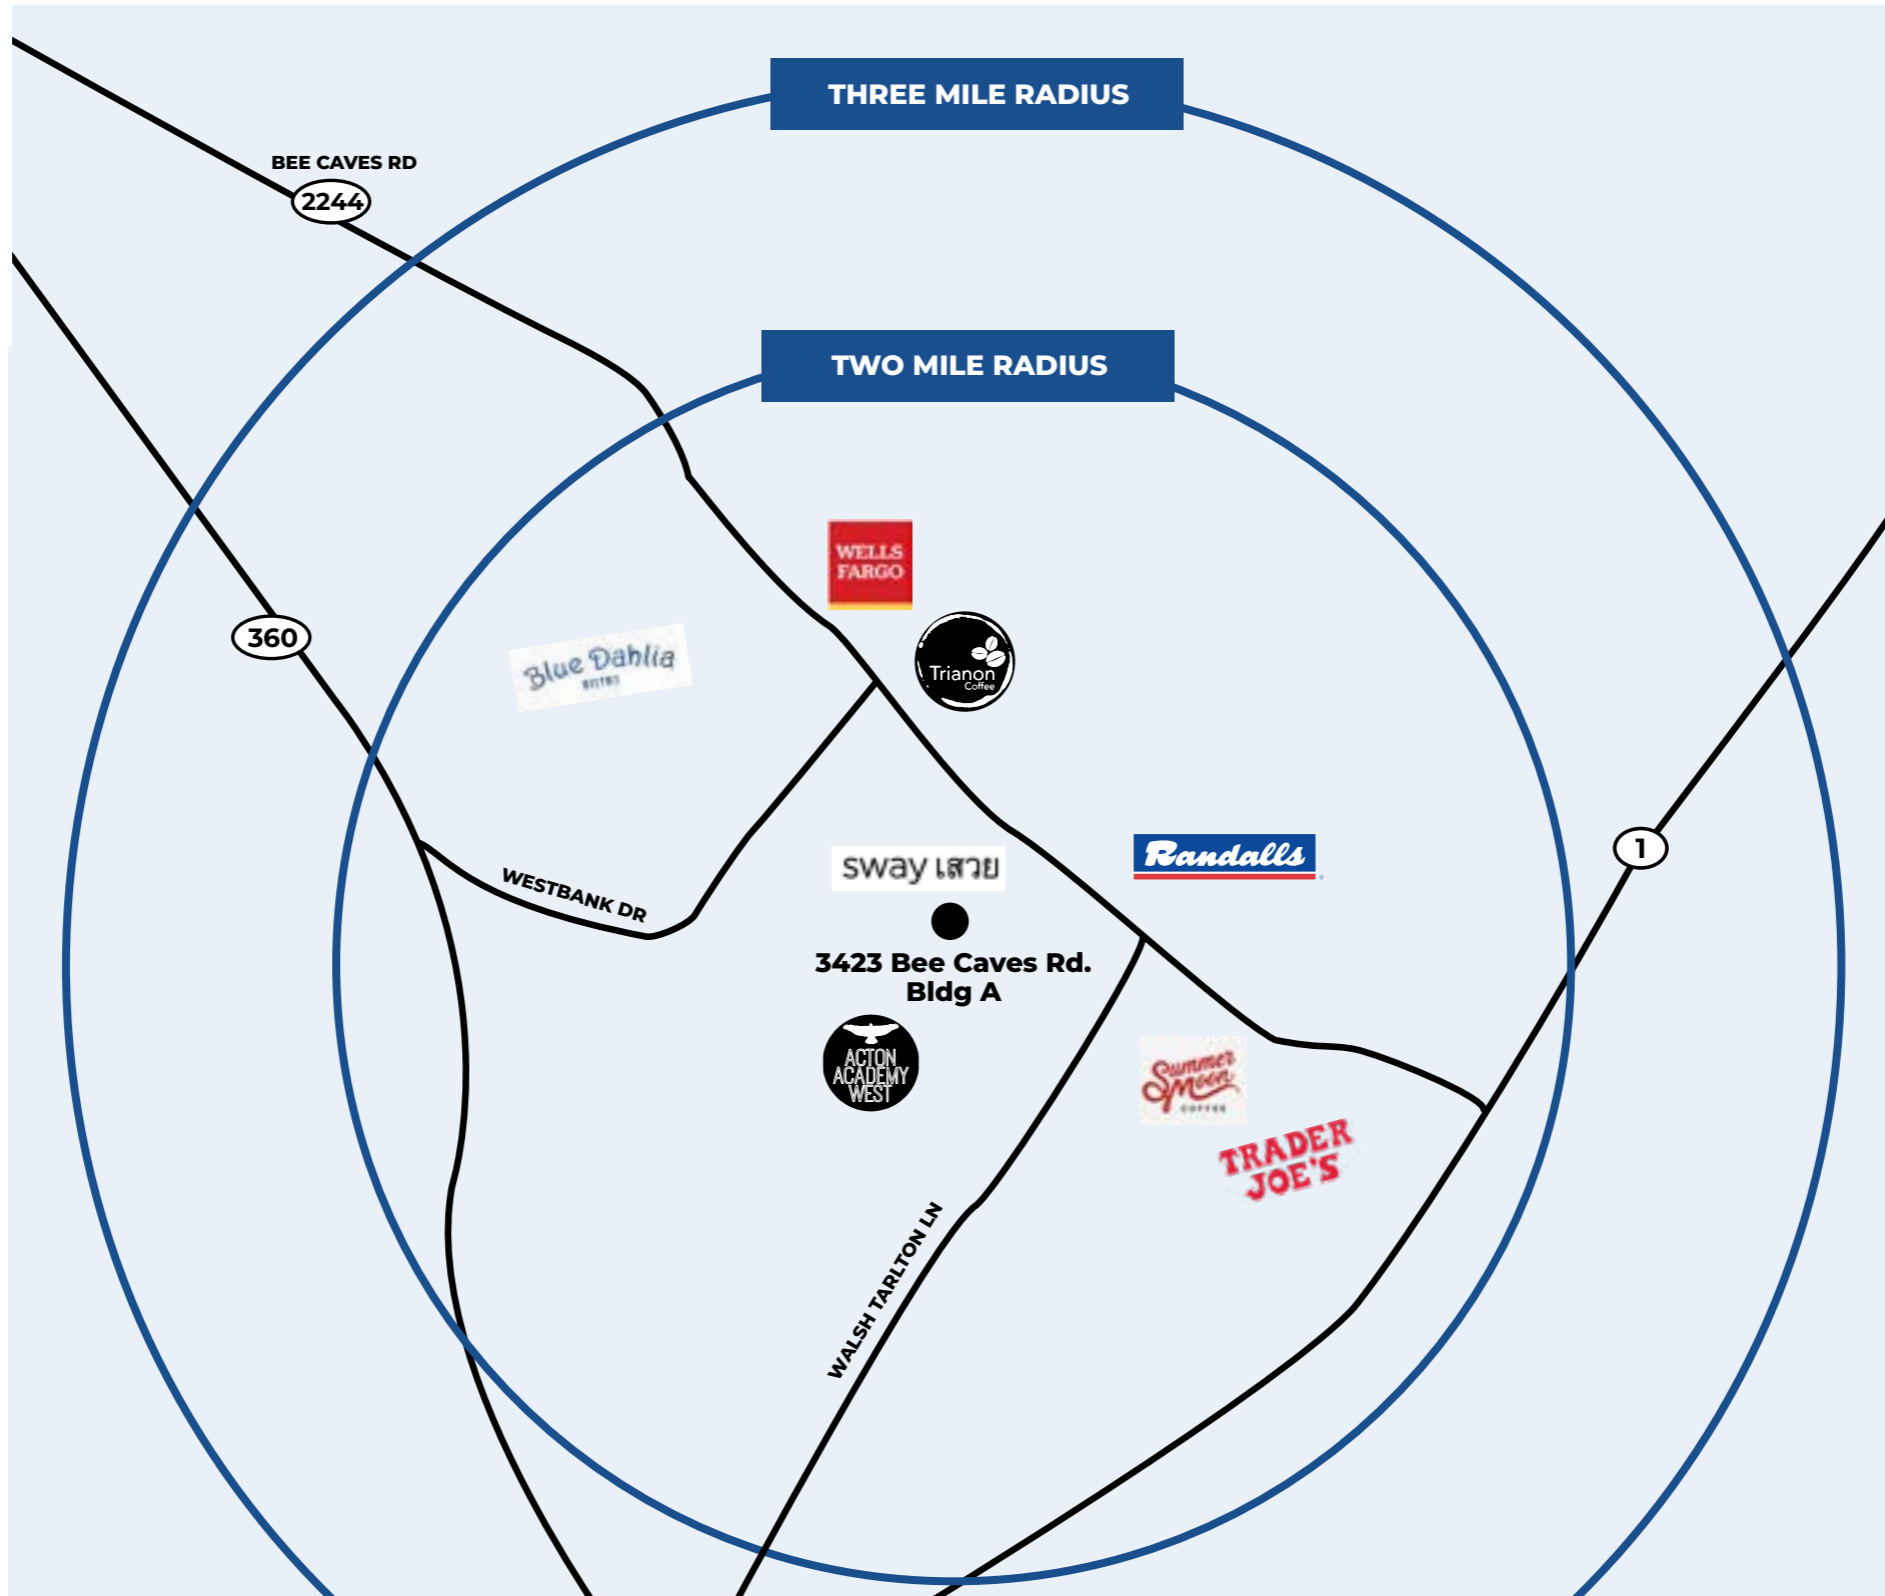 THREE MILE RADIUS
BEE CAVES RD
2244
TWO MILE RADIUS
WELLS
FARGO
360
Blue Dahlia
BISTRO
Trianon
Coffee
Randalls
1
sway เสวย
WESTBANK DR
3423 Bee Caves Rd.
Bldg A
ACTON
ACADEMY
WEST
Summer
Moon
COFFEE
TRADER
JOE'S
WALSH TARLTON LN